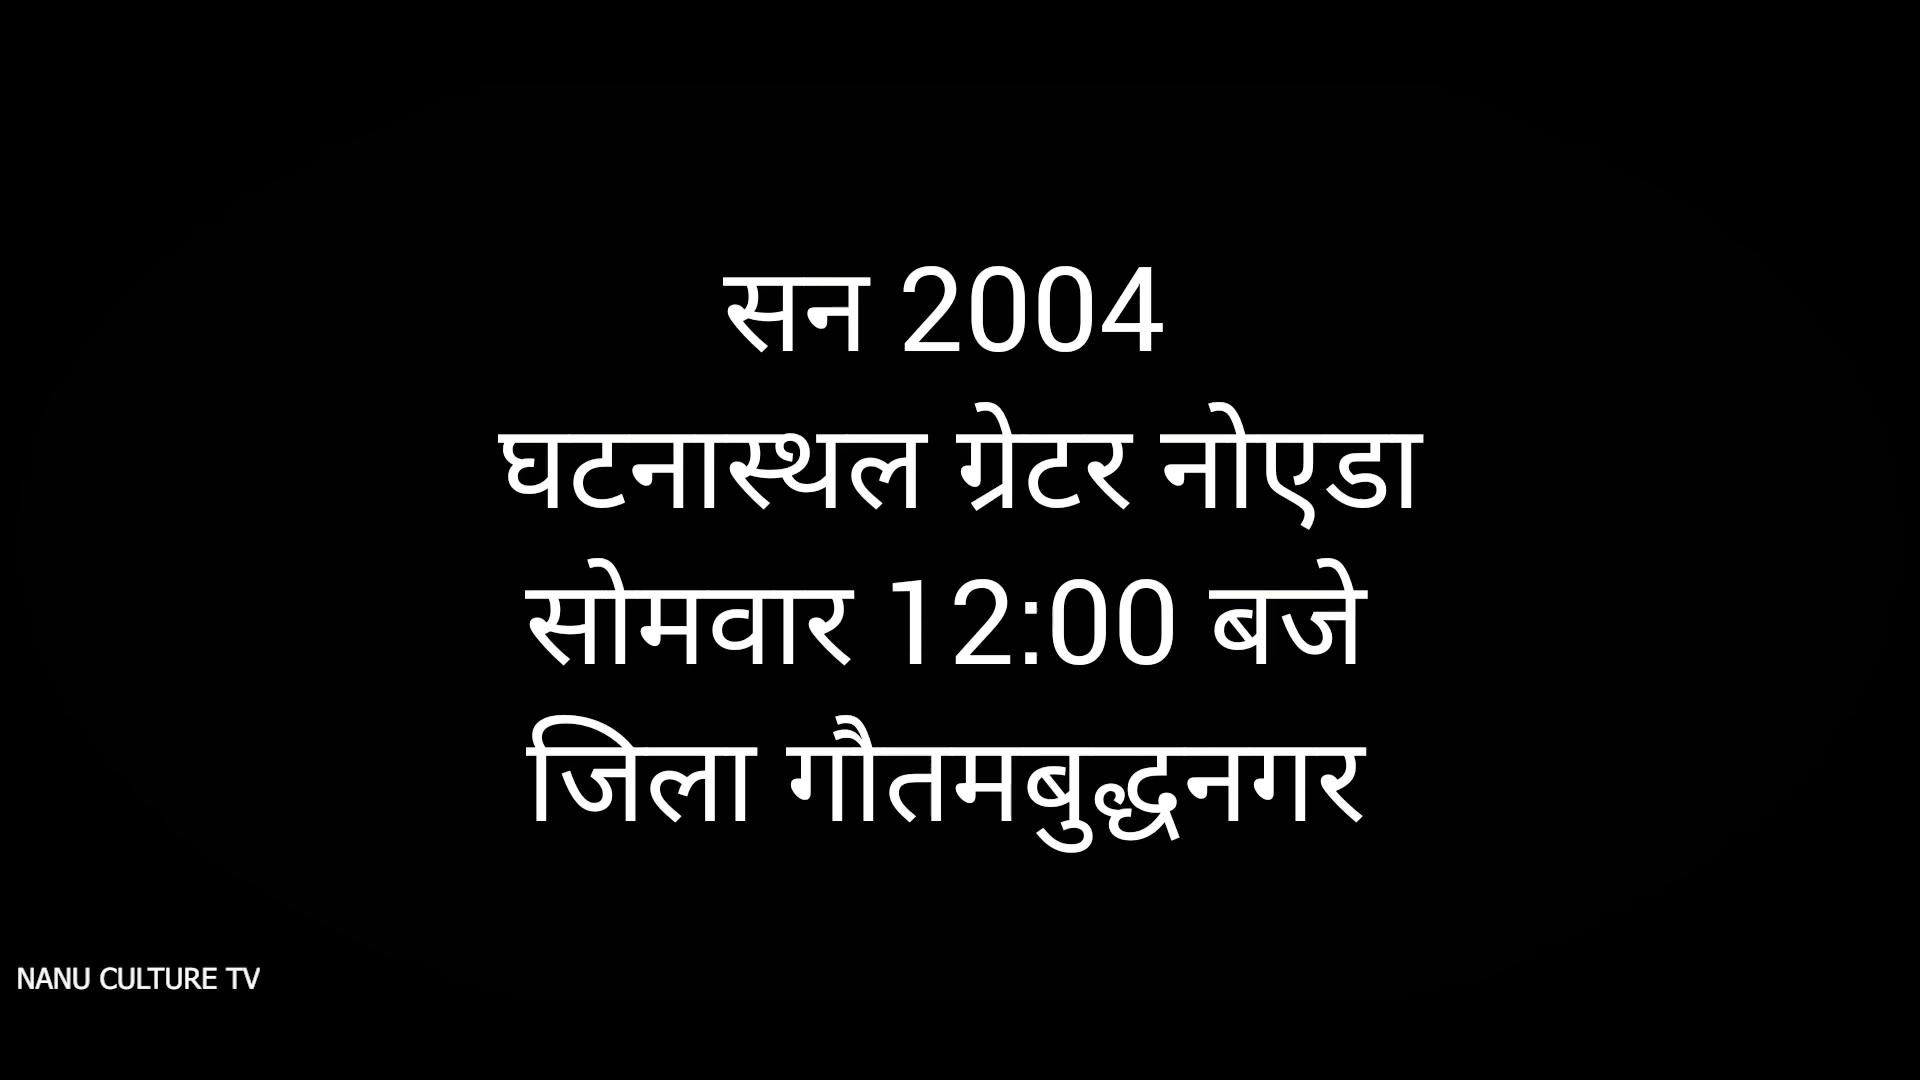 सन 2004
घटनास्थल ग्रेटर नोएडा
सोमवार 12:00 बजे
जिला गौतमबुद्धनगर
NANU CULTURE TV